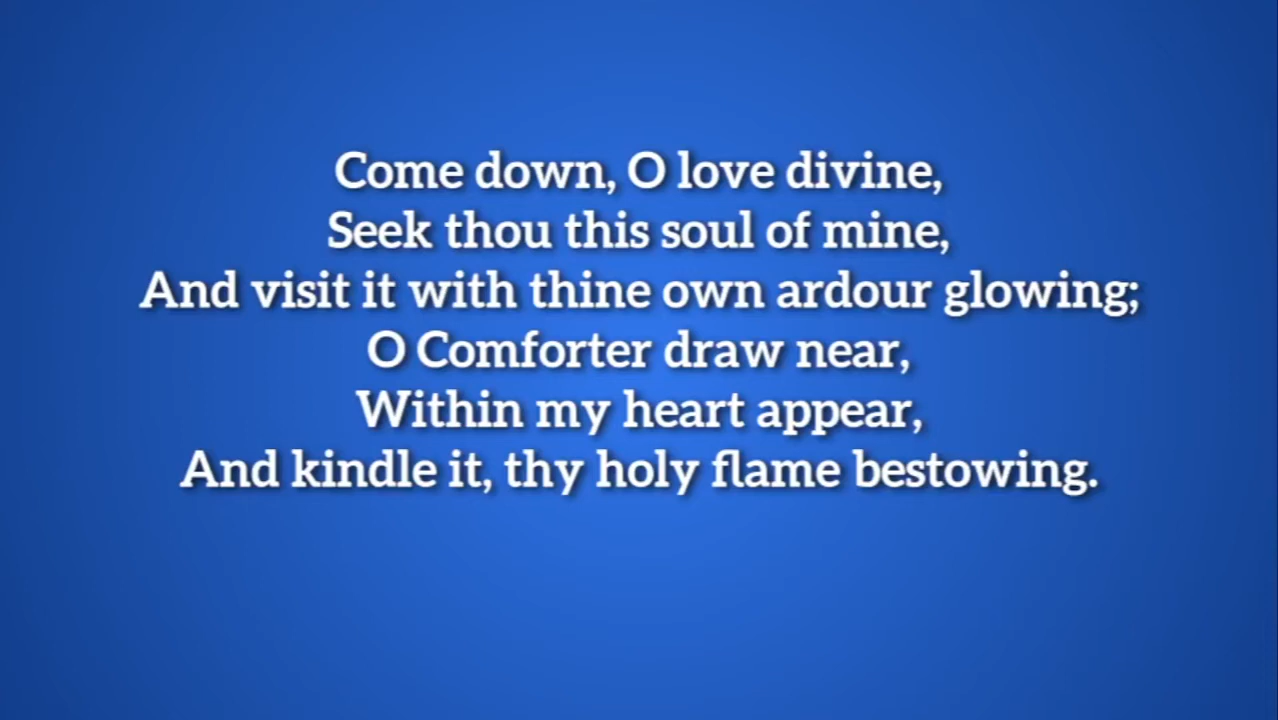 Come down, O love divine,
Seek thou this soul of mine,
And visit it with thine own ardour glowing;
O Comforter draw near,
Within my heart appear,
And kindle it, thy holy flame bestowing.